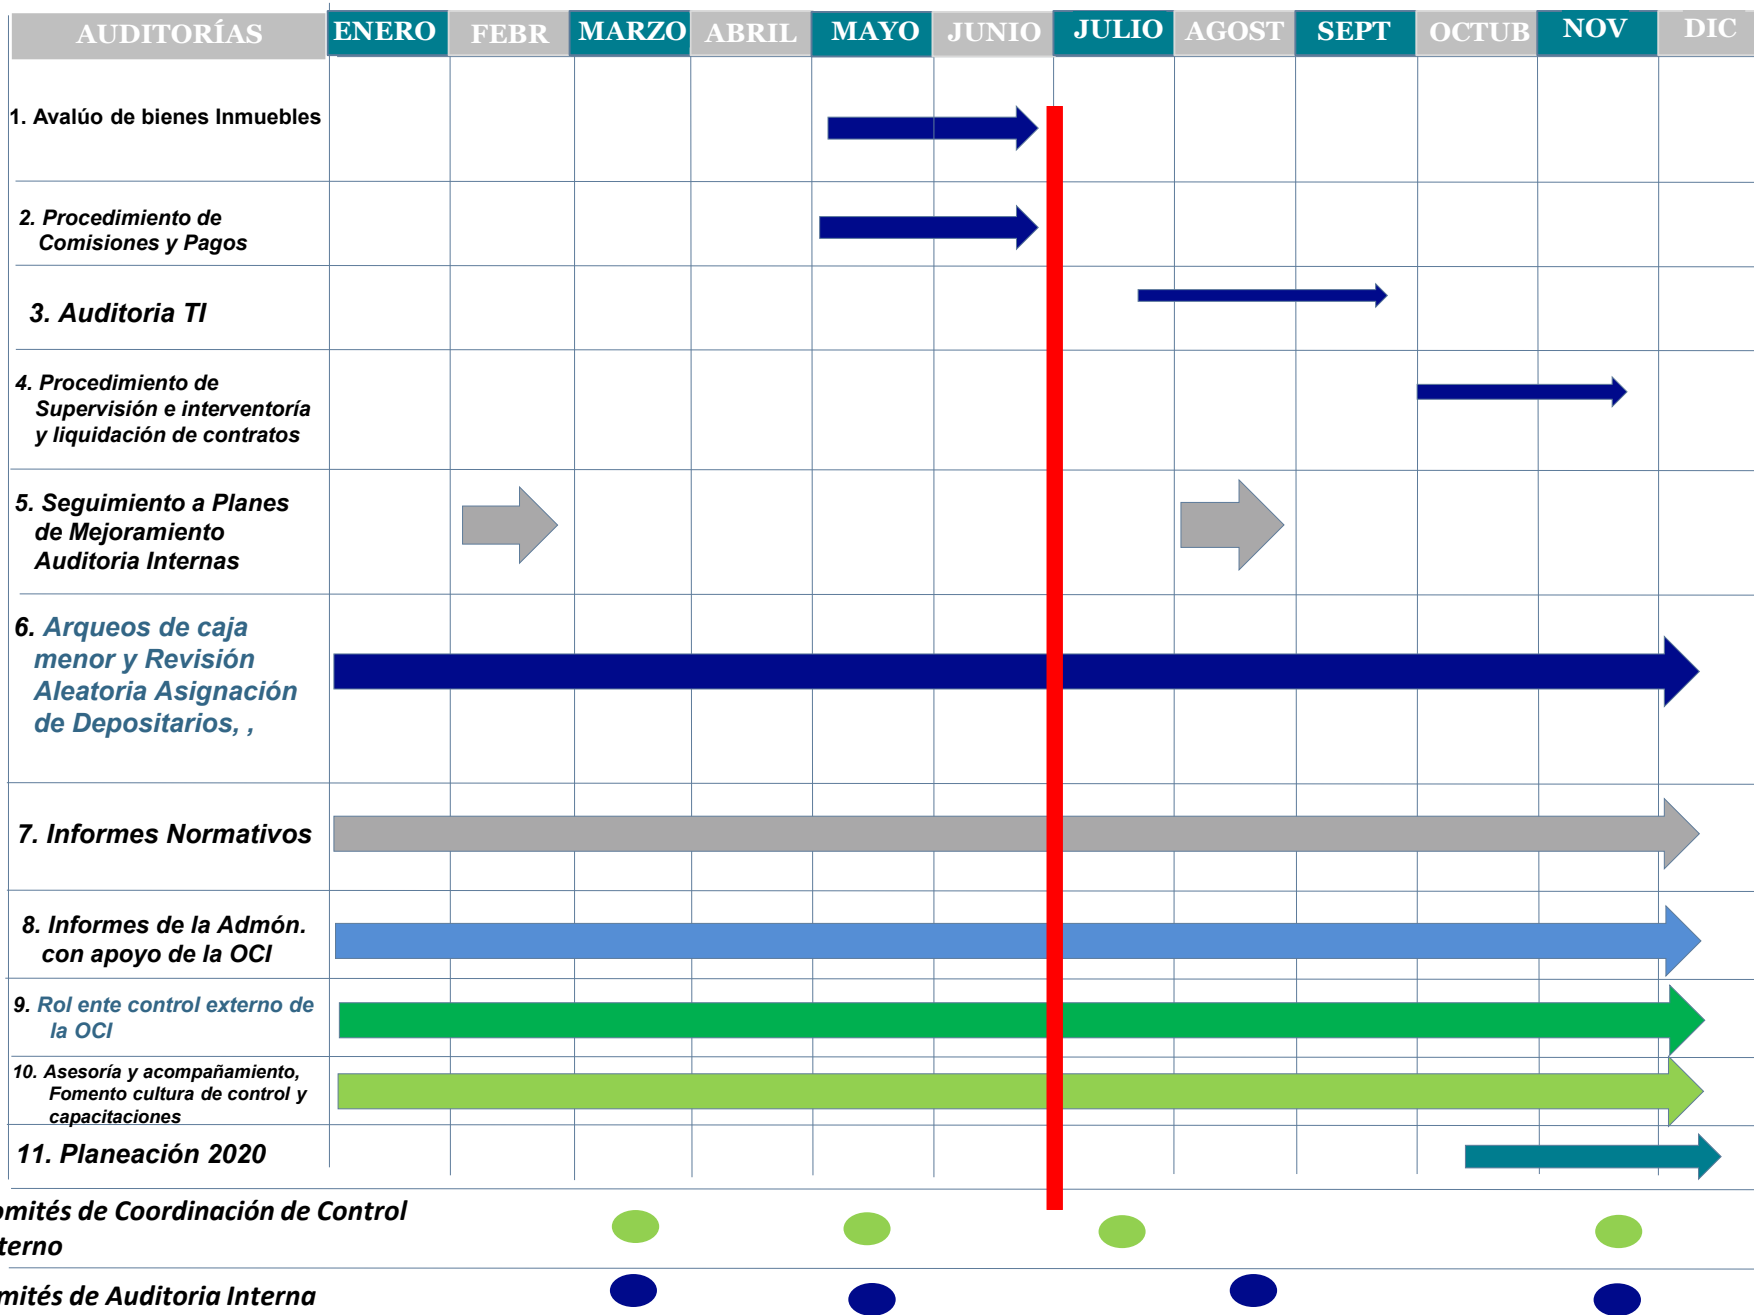 AUDITORÍAS ENERO FEBR MARZO ABRIL MAYO JUNIO JULIO AGOST SEPT OCTUB NOV DIC
1. Avalúo de bienes Inmuebles
2. Procedimiento de
Comisiones y Pagos
3. Auditoria TI
4. Procedimiento de
Supervisión e interventoría
y liquidación de contratos
5. Seguimiento a Planes
de Mejoramiento
Auditoria Internas
6. Arqueos de caja
menor y Revisión
Aleatoria Asignación
de Depositarios, ,
7. Informes Normativos
8. Informes de la Admón.
con apoyo de la OCI
9. Rol ente control externo de
la OCI
10. Asesoría y acompañamiento,
Fomento cultura de control y
capacitaciones
11. Planeación 2020
omités de Coordinación de Control
terno
mités de Auditoria Interna